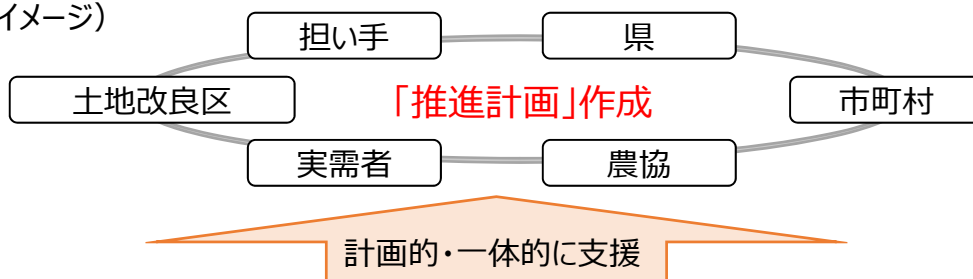 イメージ）
担い手
県
土地改良区
「推進計画」作成
市町村
実需者
農協
計画的・一体的に支援